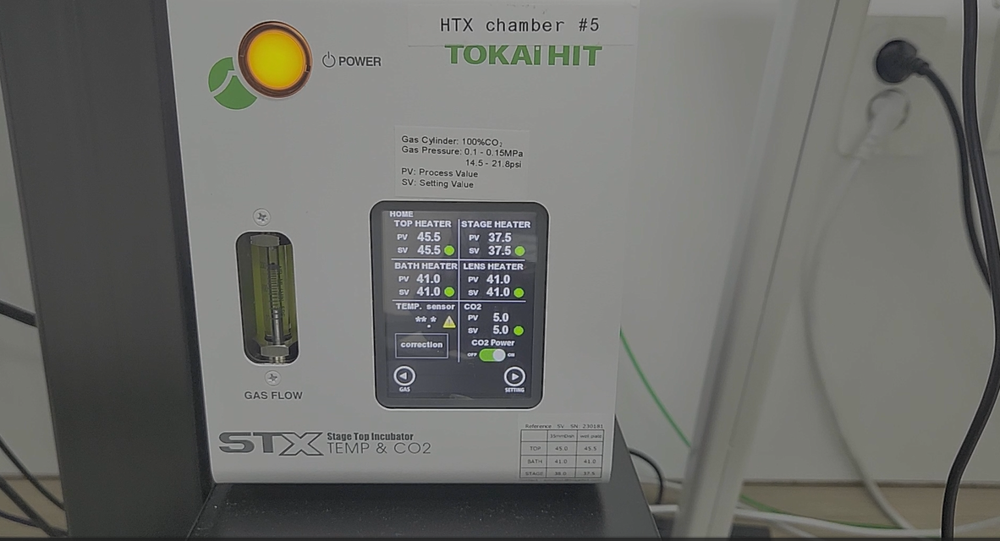 HTX chamber #5
TOKAI HIT
POWER
Gas Cylinder: 100%CO₂
Gas Pressure: 0.1 - 0.15MPa
14.5 - 21.8psi
PV: Process Value
SV: Setting Value
HOME
TOP HEATER
PV 45.5
SV 45.5
STAGE HEATER
PV 37.5
SV 37.5
BATH HEATER
PV 41.0
SV 41.0
LENS HEATER
PV 41.0
SV 41.0
TEMP. sensor
**.*
correction
CO2
PV 5.0
SV 5.0
CO2 Power
OFF ON
GAS
SETTING
GAS FLOW
STX Stage Top Incubator
TEMP & CO2
Reference SV. SN 230181
35mmDish well plate
TOP 45.0 45.5
BATH 41.0 41.0
STAGE 38.0 37.5